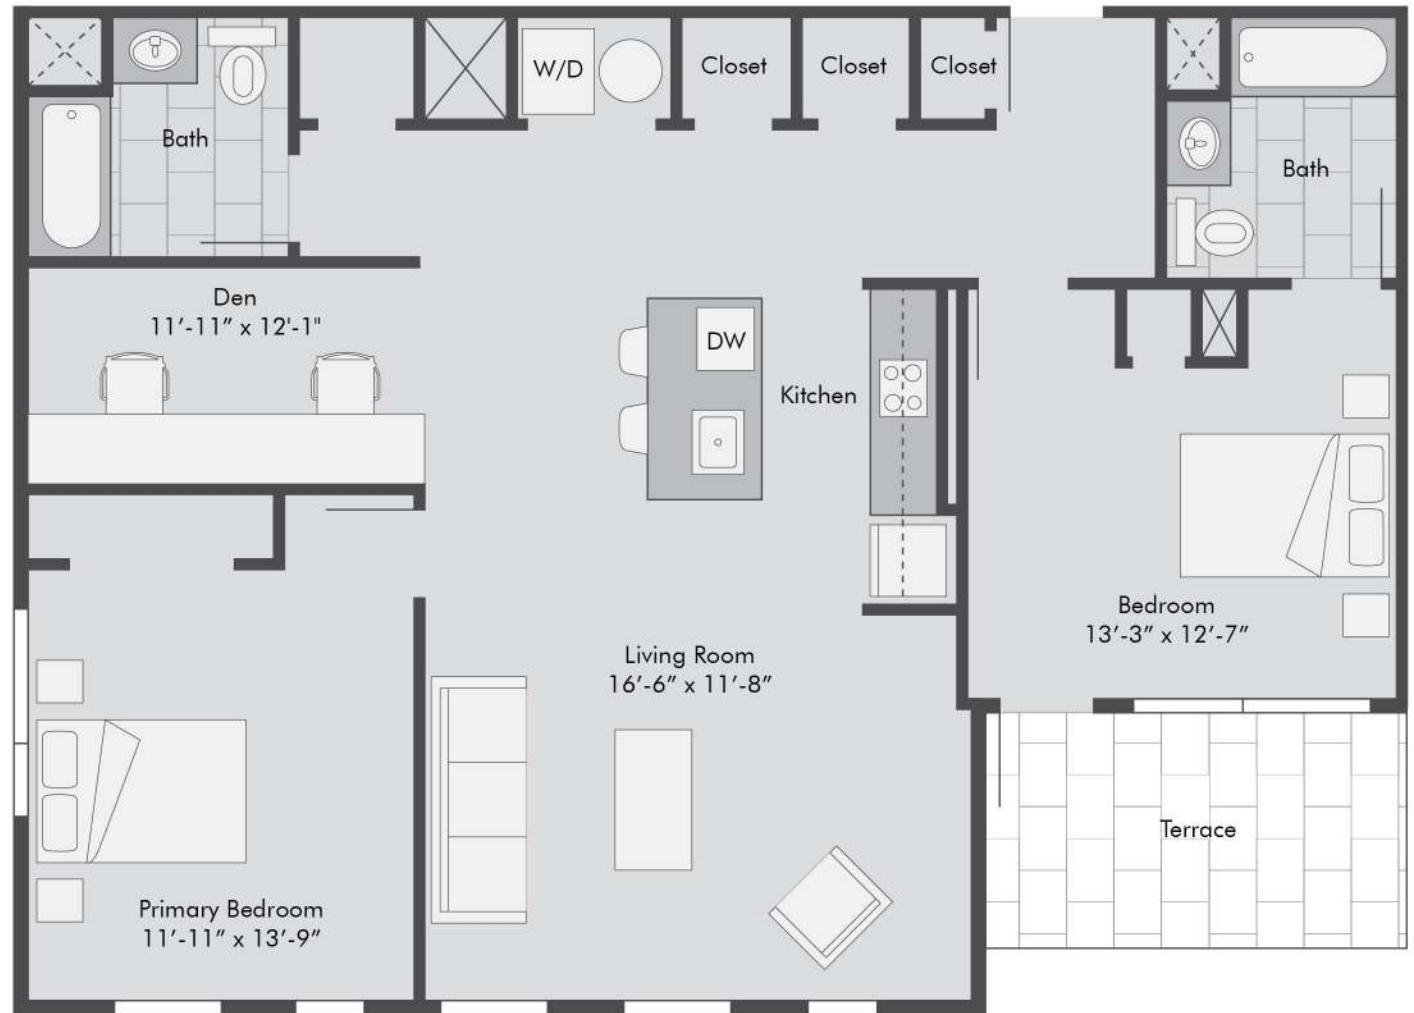 W/D
Closet
Closet
Closet
Bath
Bath
Den
11′-11″ x 12'-1"
DW
Kitchen
Bedroom
13′-3″ x 12′-7″
Living Room
16′-6″ x 11′-8″
Terrace
Primary Bedroom
11′-11″ x 13′-9″